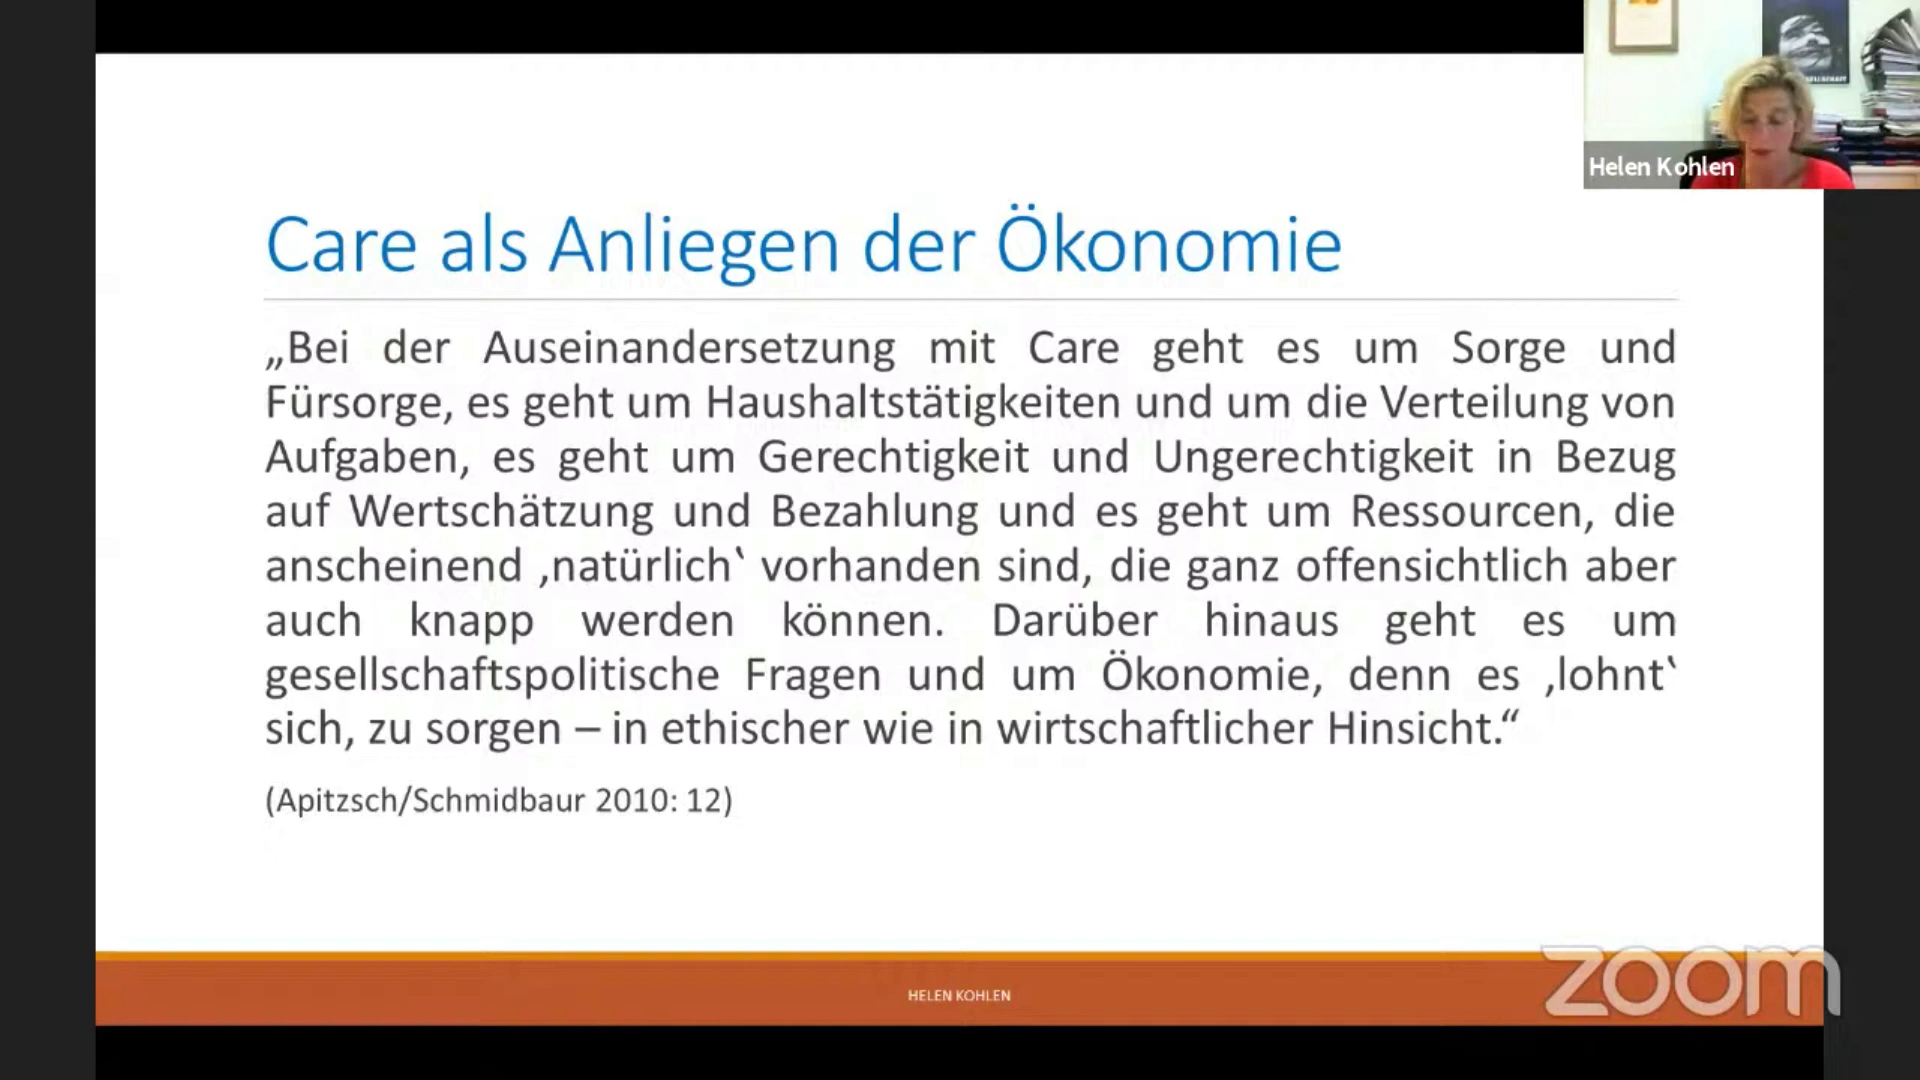 Helen Kohlen
Care als Anliegen der Ökonomie
„Bei der Auseinandersetzung mit Care geht es um Sorge und
Fürsorge, es geht um Haushaltstätigkeiten und um die Verteilung von
Aufgaben, es geht um Gerechtigkeit und Ungerechtigkeit in Bezug
auf Wertschätzung und Bezahlung und es geht um Ressourcen, die
anscheinend ‚natürlich‛ vorhanden sind, die ganz offensichtlich aber
auch knapp werden können. Darüber hinaus geht es um
gesellschaftspolitische Fragen und um Ökonomie, denn es ‚lohnt‛
sich, zu sorgen – in ethischer wie in wirtschaftlicher Hinsicht.“
(Apitzsch/Schmidbaur 2010: 12)
HELEN KOHLEN
zoom